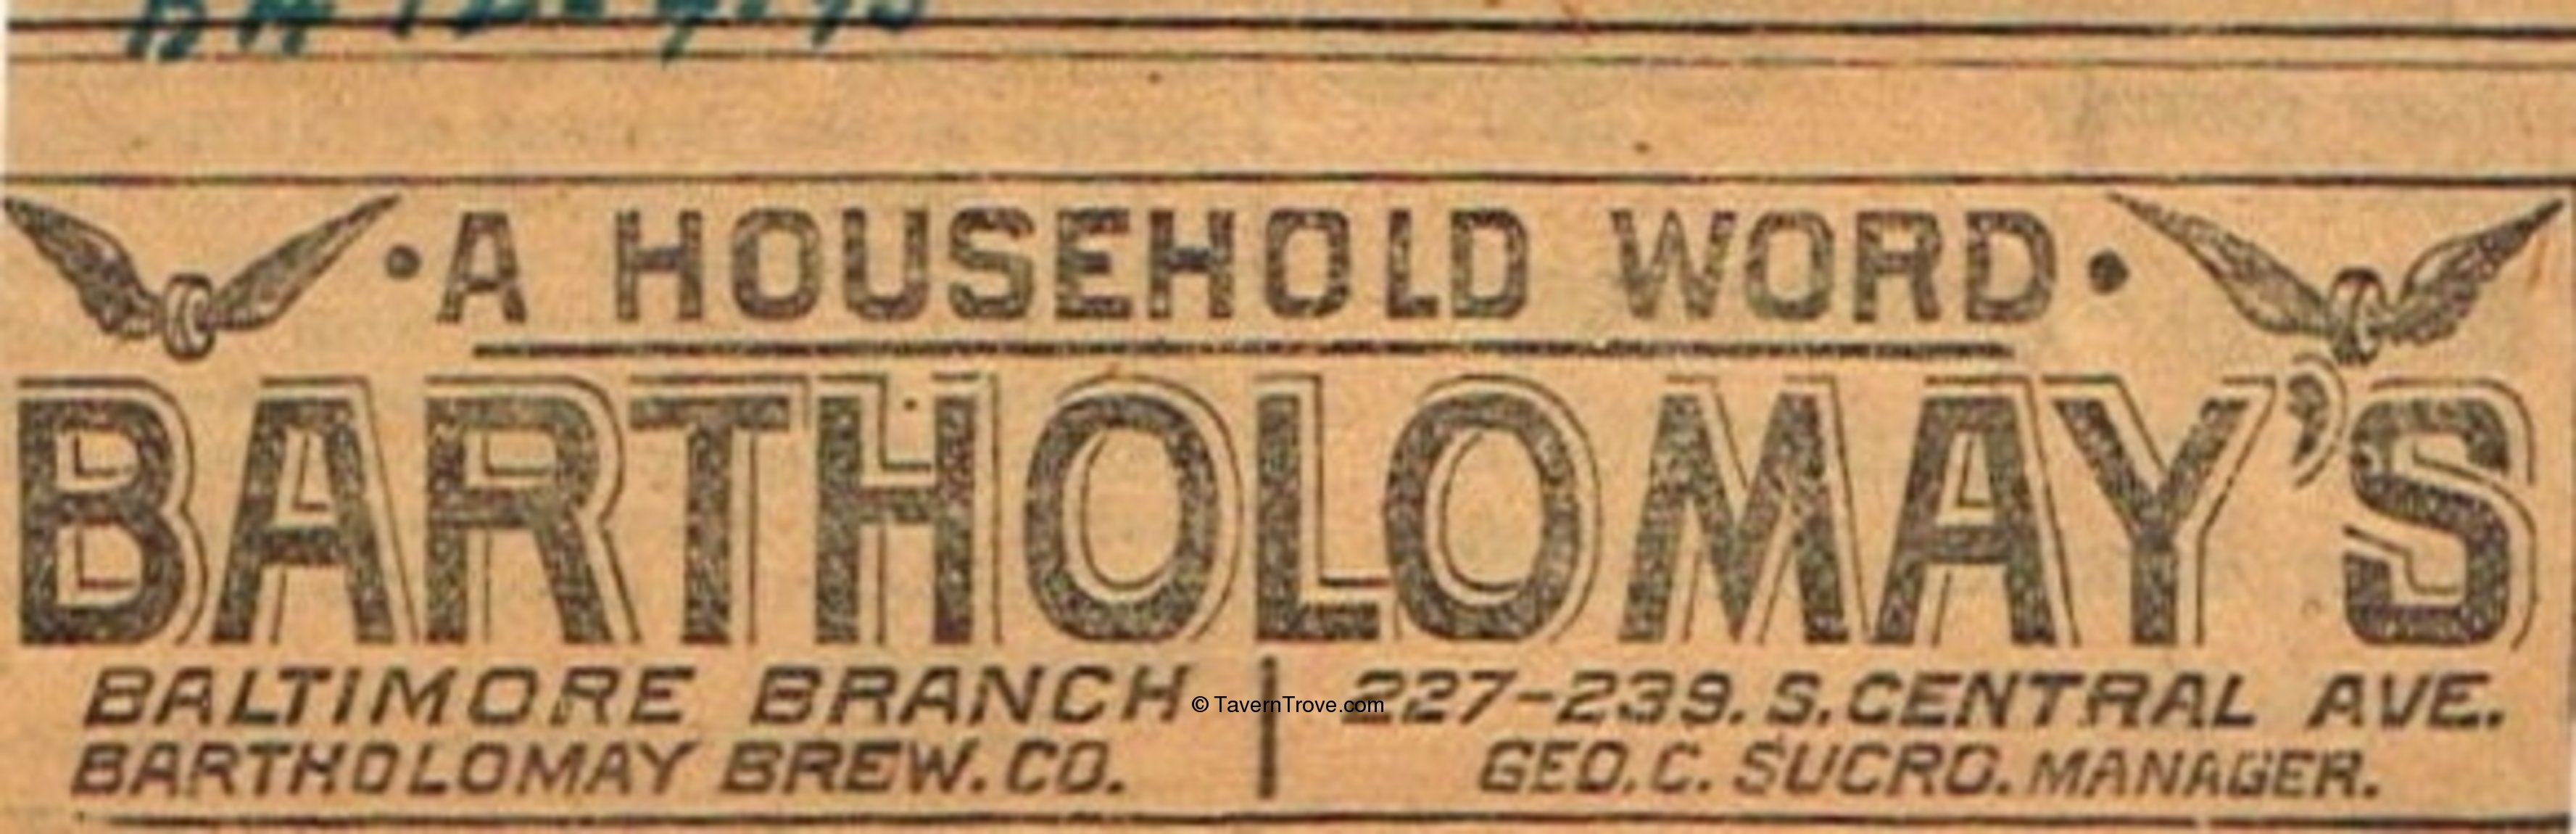 •A HOUSEHOLD WORD•
BARTHOLOMAY'S
BALTIMORE BRANCH
BARTHOLOMAY BREW. CO.
227-239. S. CENTRAL AVE.
GEO. C. SUCRO. MANAGER.
© TavernTrove.com